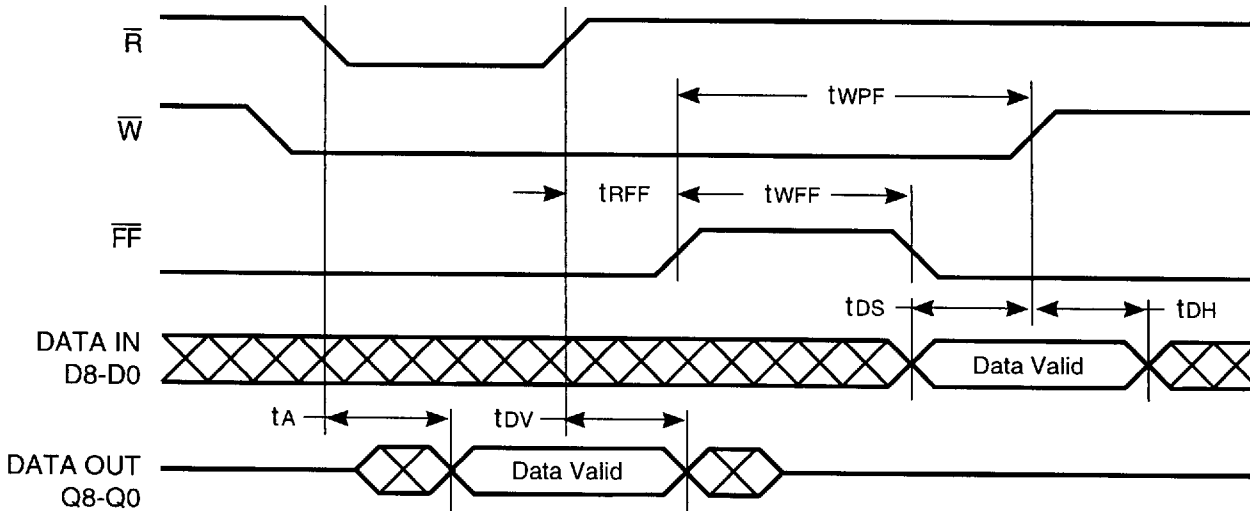 R̅
tWPF
W̅
tRFF
tWFF
F̅F̅
tDS
tDH
DATA IN
D8-D0
Data Valid
tA
tDV
DATA OUT
Q8-Q0
Data Valid